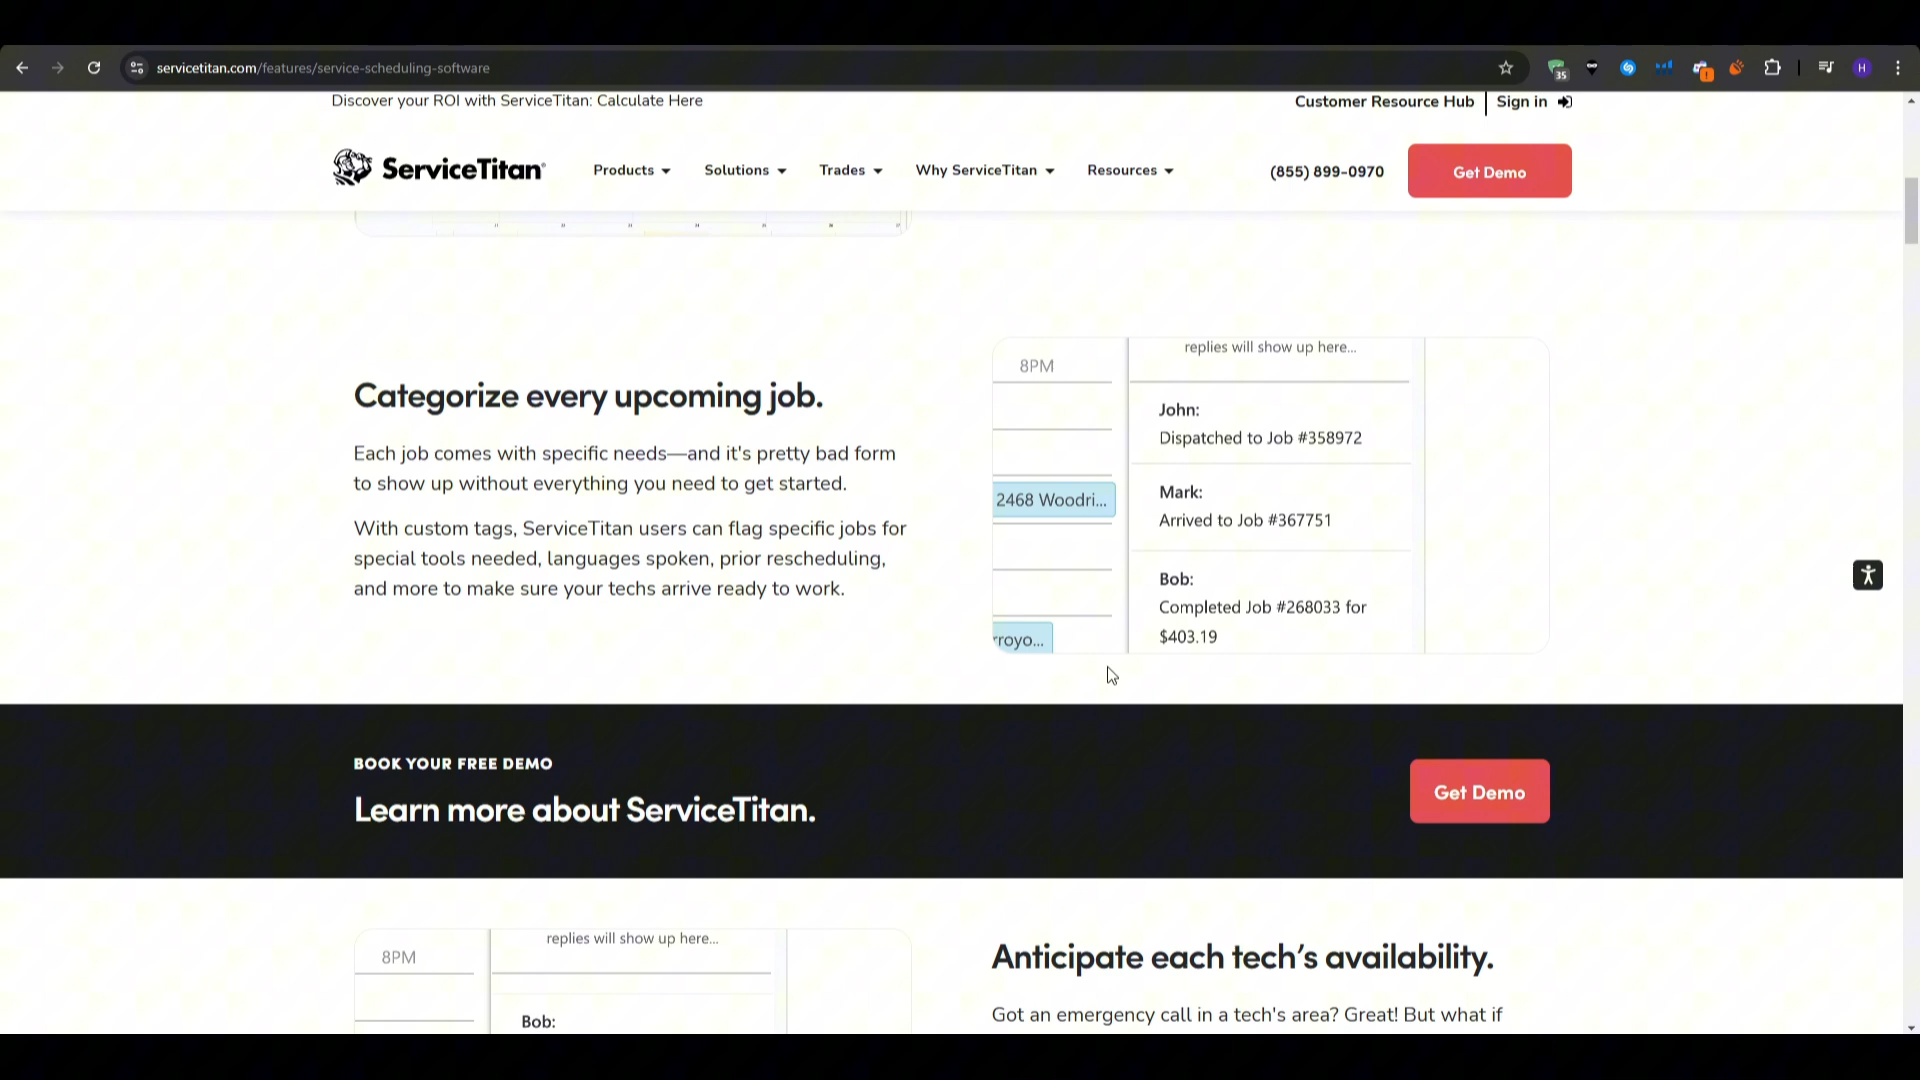 servicetitan.com/features/service-scheduling-software
35
H
Discover your ROI with ServiceTitan: Calculate Here
Customer Resource Hub
Sign in
ServiceTitan
Products
Solutions
Trades
Why ServiceTitan
Resources
(855) 899-0970
Get Demo
Categorize every upcoming job.
Each job comes with specific needs—and it's pretty bad form
to show up without everything you need to get started.
With custom tags, ServiceTitan users can flag specific jobs for
special tools needed, languages spoken, prior rescheduling,
and more to make sure your techs arrive ready to work.
8PM
2468 Woodri...
rroyo...
replies will show up here...
John:
Dispatched to Job #358972
Mark:
Arrived to Job #367751
Bob:
Completed Job #268033 for
$403.19
BOOK YOUR FREE DEMO
Learn more about ServiceTitan.
Get Demo
8PM
replies will show up here...
Bob:
Anticipate each tech’s availability.
Got an emergency call in a tech's area? Great! But what if